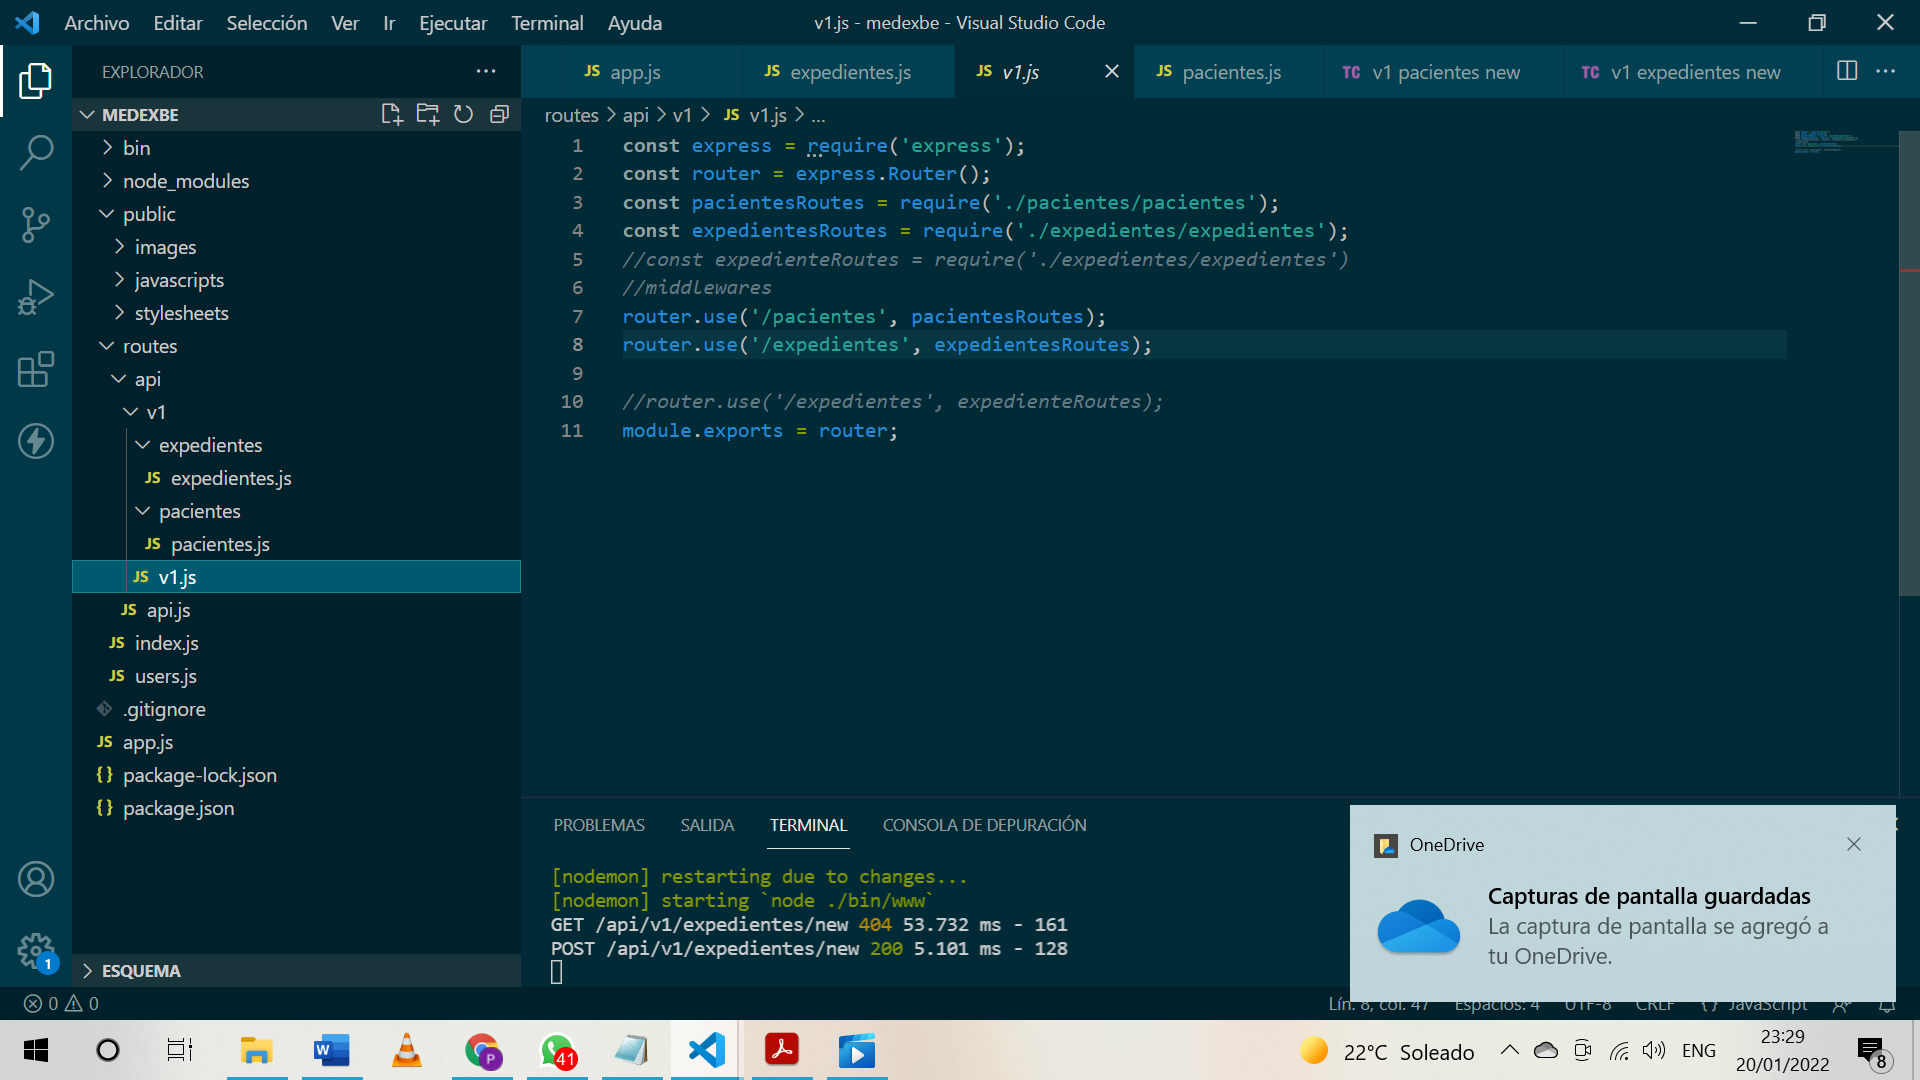 Archivo Editar Selección Ver Ir Ejecutar Terminal Ayuda
v1.js - medexbe - Visual Studio Code
EXPLORADOR
MEDEXBE
bin
node_modules
public
images
javascripts
stylesheets
routes
api
v1
expedientes
JS expedientes.js
pacientes
JS pacientes.js
JS v1.js
JS api.js
JS index.js
JS users.js
.gitignore
JS app.js
{} package-lock.json
{} package.json
ESQUEMA
1
JS app.js
JS expedientes.js
JS v1.js
JS pacientes.js
TC v1 pacientes new
TC v1 expedientes new
routes > api > v1 > JS v1.js > ...
1 const express = require('express');
2 const router = express.Router();
3 const pacientesRoutes = require('./pacientes/pacientes');
4 const expedientesRoutes = require('./expedientes/expedientes');
5 //const expedienteRoutes = require('./expedientes/expedientes')
6 //middlewares
7 router.use('/pacientes', pacientesRoutes);
8 router.use('/expedientes', expedientesRoutes);
9
10 //router.use('/expedientes', expedienteRoutes);
11 module.exports = router;
PROBLEMAS SALIDA TERMINAL CONSOLA DE DEPURACIÓN
[nodemon] restarting due to changes...
[nodemon] starting `node ./bin/www`
GET /api/v1/expedientes/new 404 53.732 ms - 161
POST /api/v1/expedientes/new 200 5.101 ms - 128
OneDrive
Capturas de pantalla guardadas
La captura de pantalla se agregó a
tu OneDrive.
0 0
Lín. 8, col. 47 Espacios: 4 UTF-8 CRLF {} JavaScript
W
P
41
22°C Soleado
ENG
23:29
20/01/2022
8